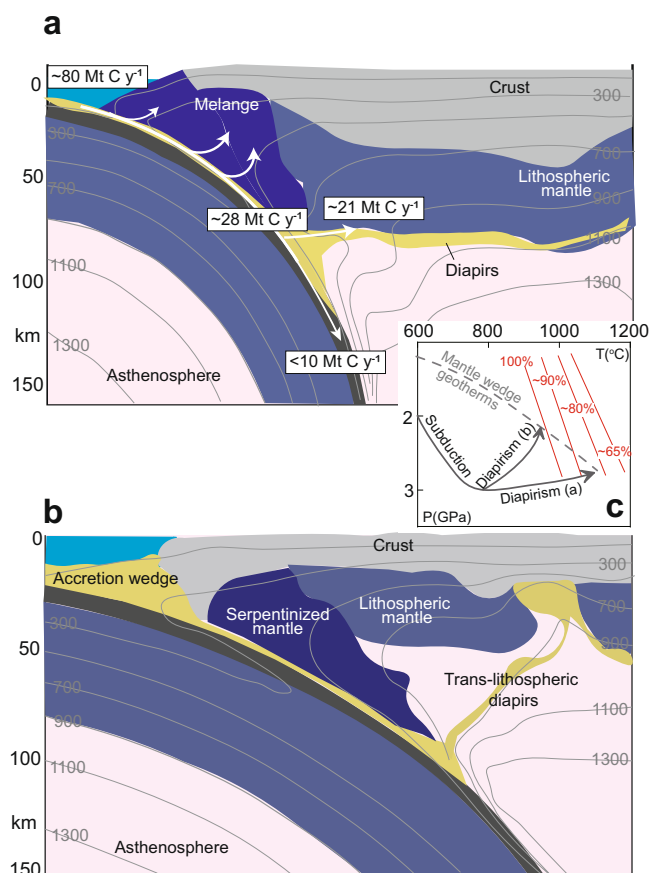 a
~80 Mt C y⁻¹
0
Melange
Crust
300
300
700
50
700
Lithospheric
mantle
900
~28 Mt C y⁻¹
~21 Mt C y⁻¹
1100
1100
Diapirs
100
1300
km
1300
600
800
1000
1200
T(°C)
<10 Mt C y⁻¹
Mantle wedge
geotherms
100%
~90%
~80%
~65%
150
Asthenosphere
2
Subduction
Diapirism (b)
3
Diapirism (a)
P(GPa)
c
b
0
Crust
300
Accretion wedge
Serpentinized
mantle
Lithospheric
mantle
700
300
50
900
Trans-lithospheric
diapirs
700
900
1100
100
1100
1300
km
1300
Asthenosphere
150